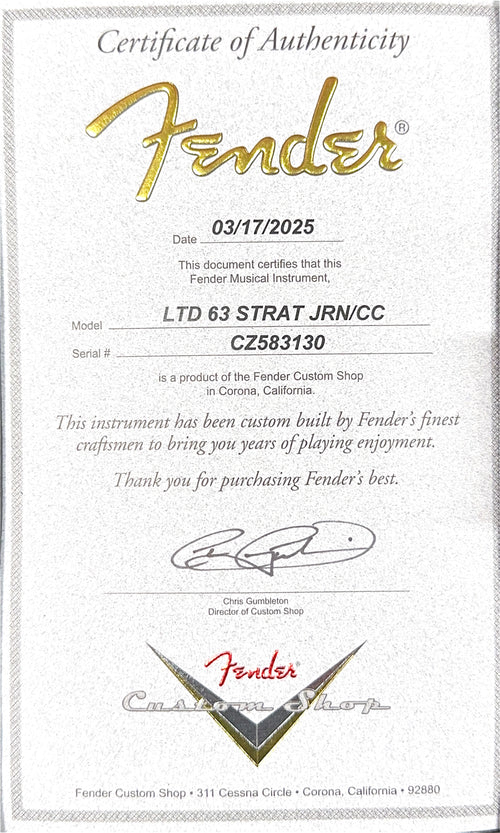 Certificate of Authenticity
Fender®
Date 03/17/2025
This document certifies that this
Fender Musical Instrument,
Model LTD 63 STRAT JRN/CC
Serial # CZ583130
is a product of the Fender Custom Shop
in Corona, California.
This instrument has been custom built by Fender's finest
craftsmen to bring you years of playing enjoyment.
Thank you for purchasing Fender's best.
Chris Gumbleton
Director of Custom Shop
Fender®
Custom Shop
Fender Custom Shop • 311 Cessna Circle • Corona, California • 92880